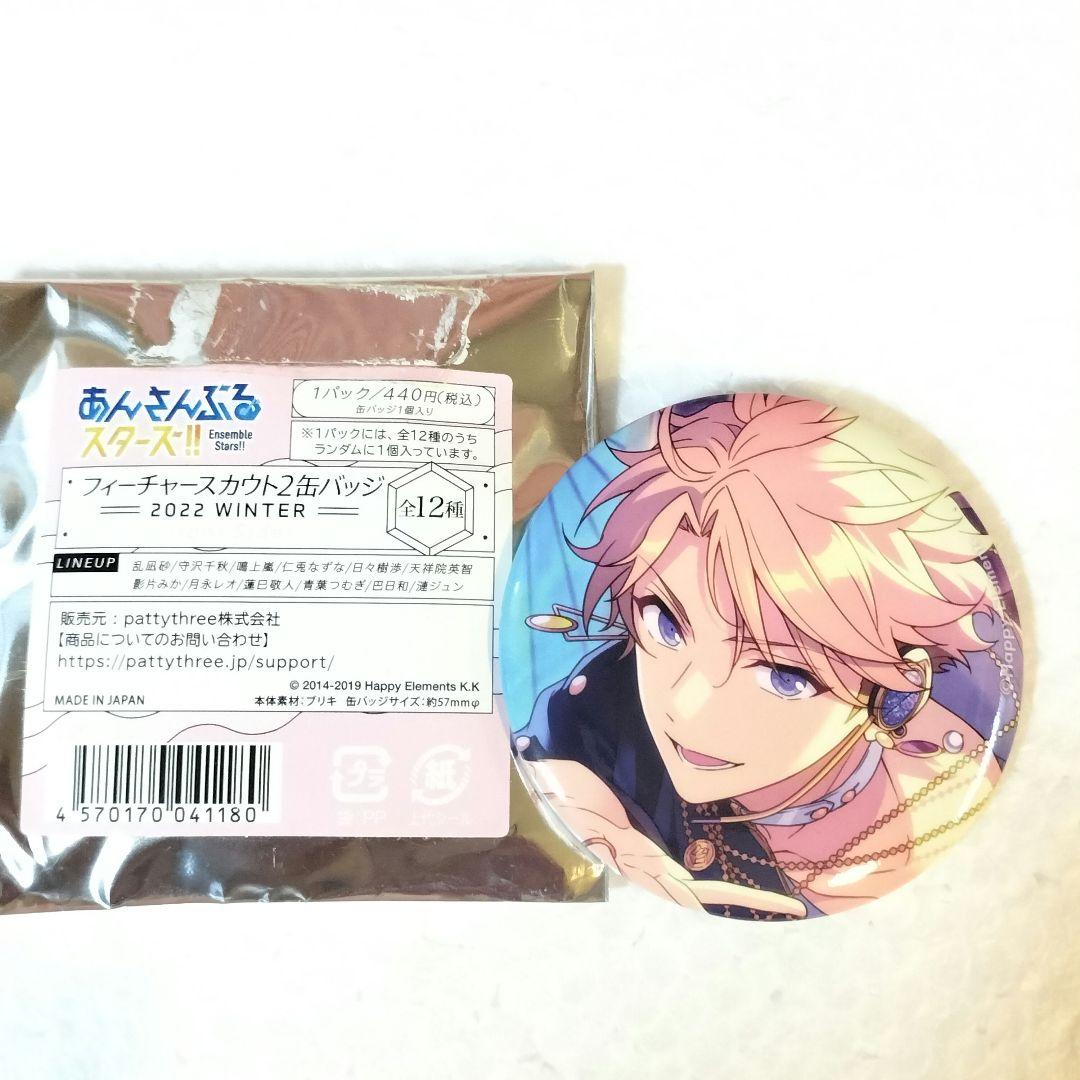 あんさんぶる
スターズ!!
Ensemble
Stars!!
1パック/440円(税込)
缶バッジ1個入り
※1パックには、全12種のうち
ランダムに1個入っています。
フィーチャースカウト2缶バッジ
2022 WINTER
全12種
LINEUP
乱凪砂/守沢千秋/鳴上嵐/仁兎なずな/日々樹渉/天祥院英智
影片みか/月永レオ/蓮巳敬人/青葉つむぎ/巴日和/漣ジュン
販売元：pattythree株式会社
【商品についてのお問い合わせ】
https://pattythree.jp/support/
© 2014-2019 Happy Elements K.K
MADE IN JAPAN
本体素材：ブリキ 缶バッジサイズ：約57mmφ
4 570170 041180
プラ
紙
袋:PP